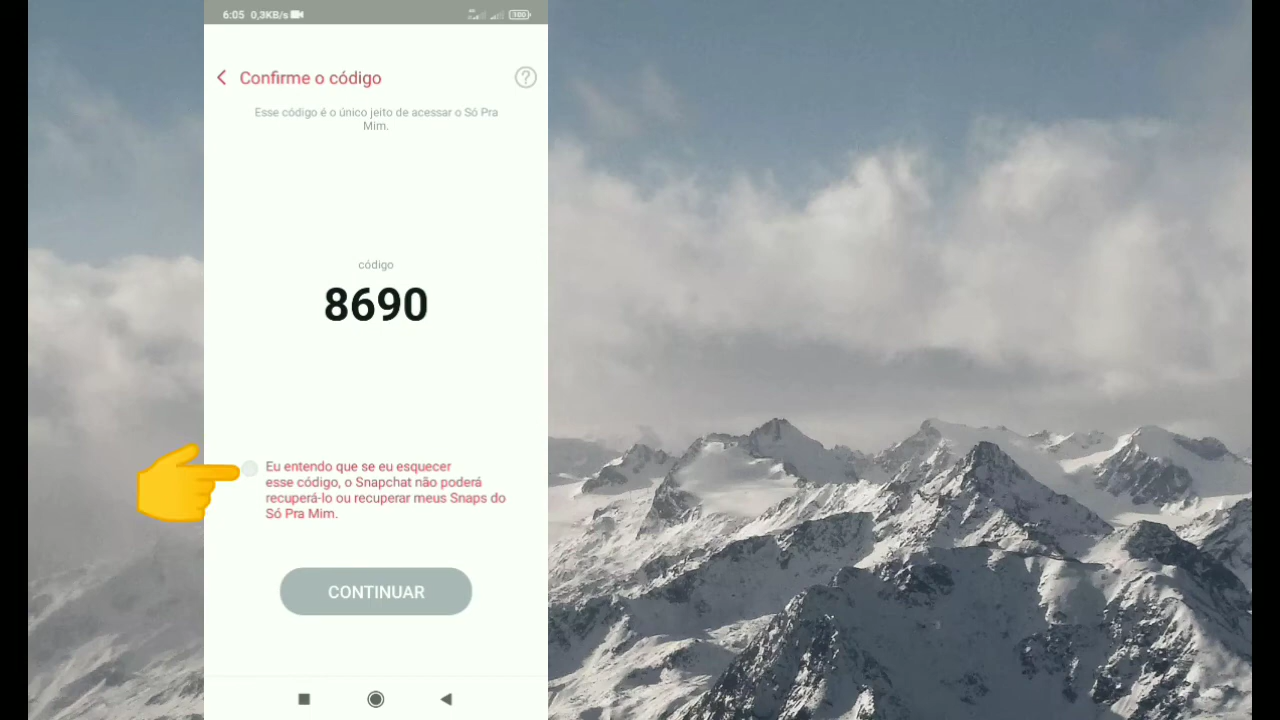 6:05 0,3KB/s 100
Confirme o código ?
Esse código é o único jeito de acessar o Só Pra
Mim.
código
8690
Eu entendo que se eu esquecer
esse código, o Snapchat não poderá
recuperá-lo ou recuperar meus Snaps do
Só Pra Mim.
CONTINUAR